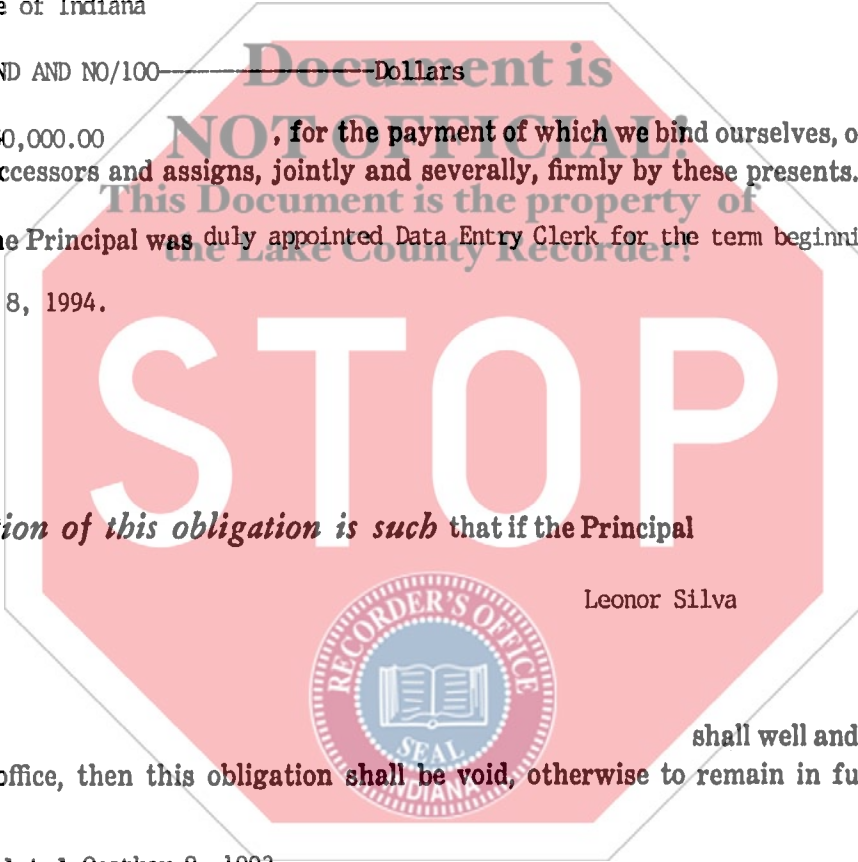 e of Indiana
Document is
ND AND NO/100 Dollars
NOT OFFICIAL!
0,000.00 , for the payment of which we bind ourselves, o
ccessors and assigns, jointly and severally, firmly by these presents.
This Document is the property of
e Principal was duly appointed Data Entry Clerk for the term beginni
the Lake County Recorder!
8, 1994.
STOP
ion of this obligation is such that if the Principal
Leonor Silva
RECORDER'S OFFICE
SEAL
INDIANA
shall well and
office, then this obligation shall be void, otherwise to remain in fu